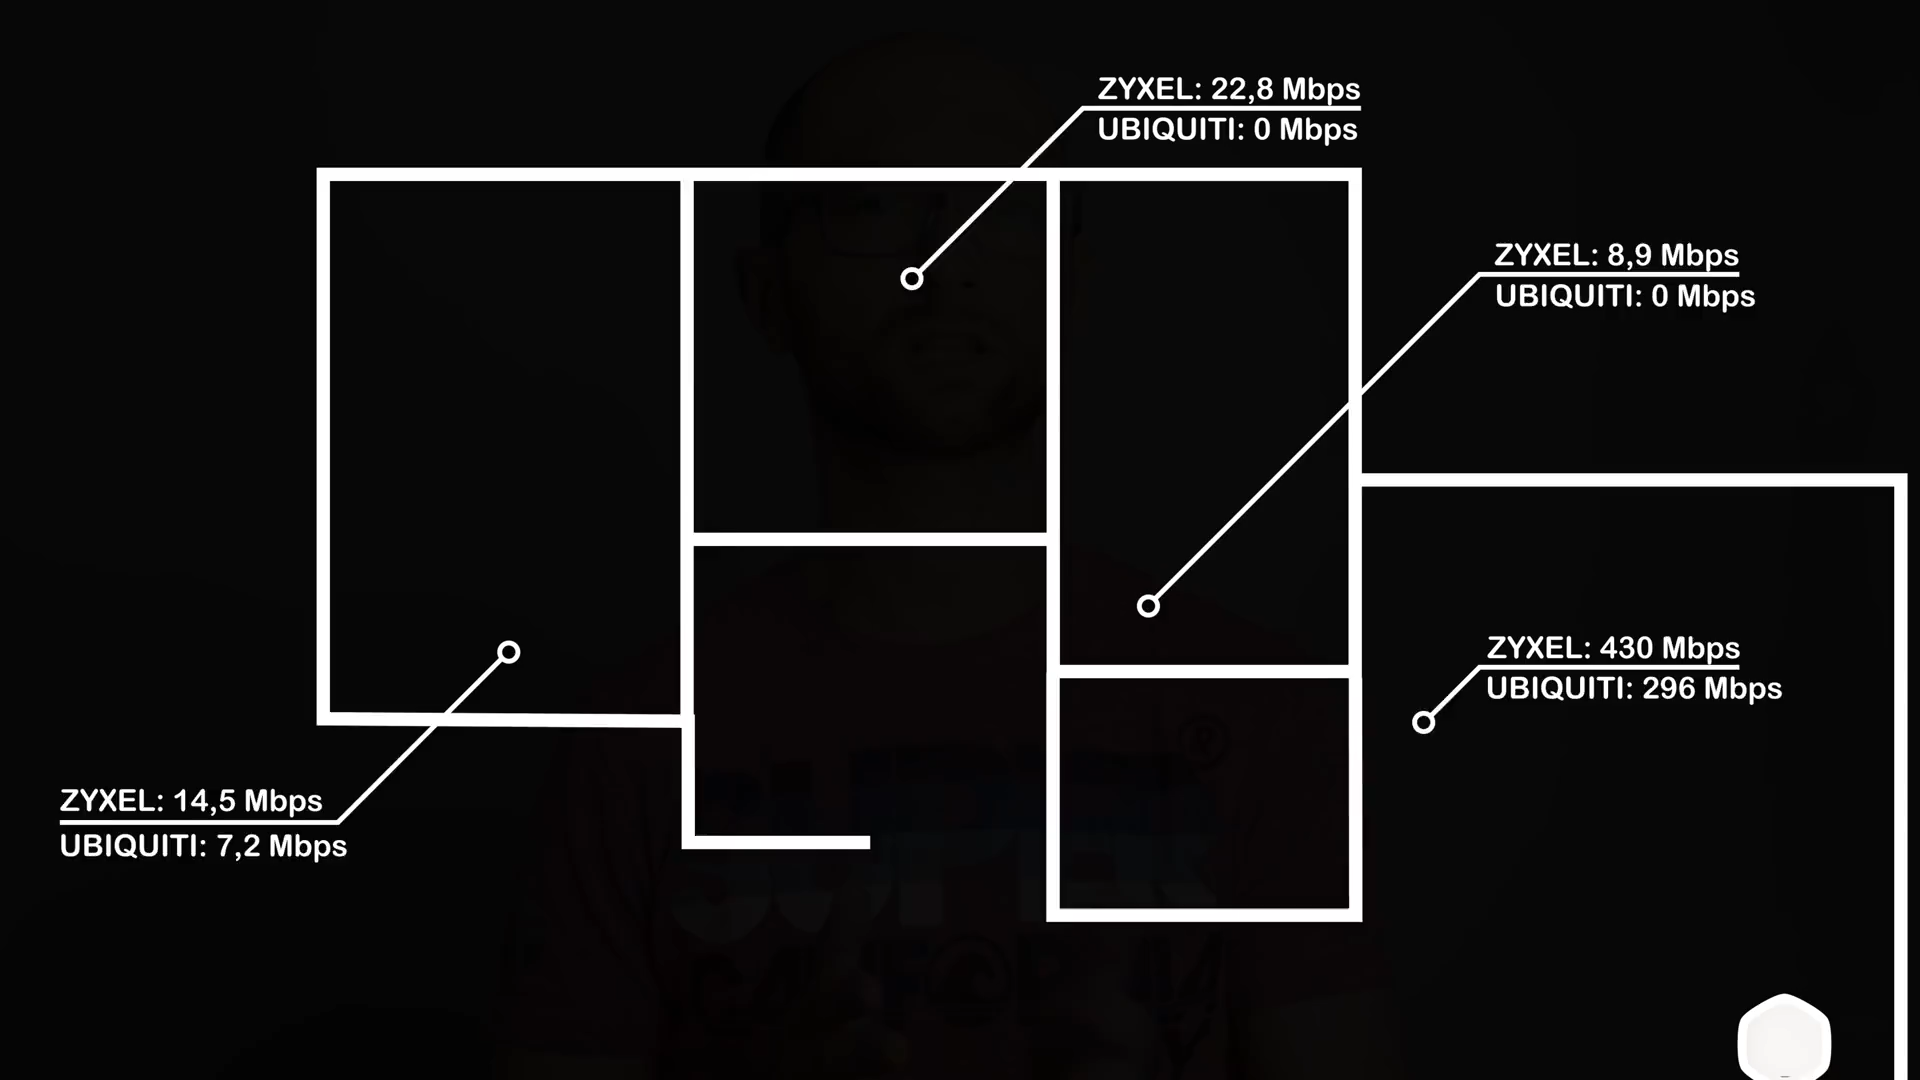 ZYXEL: 22,8 Mbps
UBIQUITI: 0 Mbps
ZYXEL: 8,9 Mbps
UBIQUITI: 0 Mbps
ZYXEL: 430 Mbps
UBIQUITI: 296 Mbps
ZYXEL: 14,5 Mbps
UBIQUITI: 7,2 Mbps